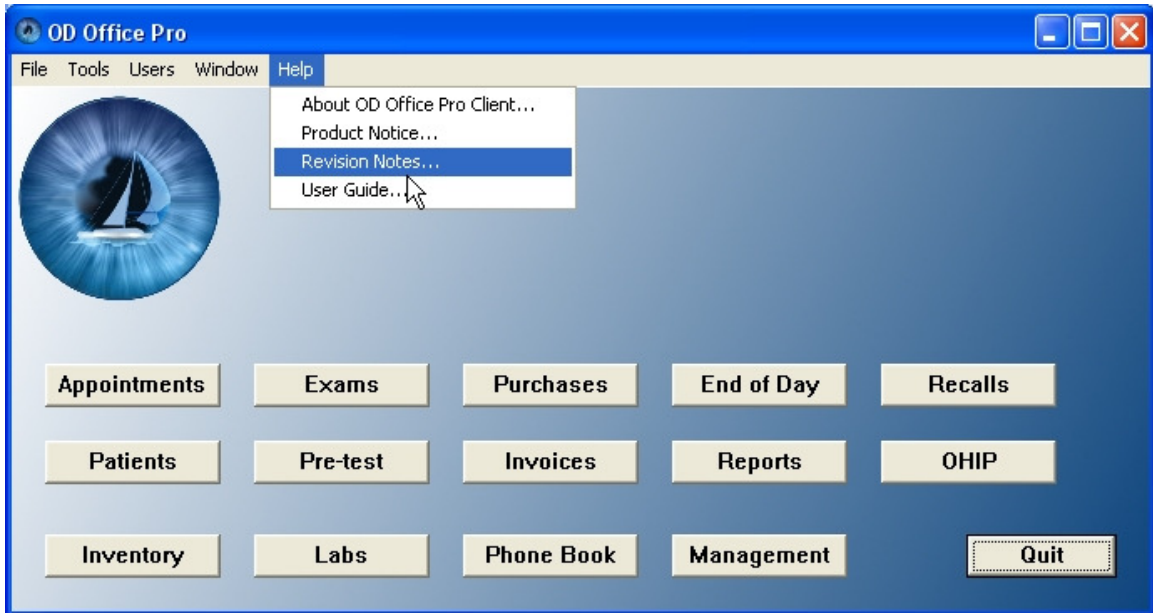 OD Office Pro
File Tools Users Window Help
About OD Office Pro Client...
Product Notice...
Revision Notes...
User Guide...
Appointments Exams Purchases End of Day Recalls
Patients Pre-test Invoices Reports OHIP
Inventory Labs Phone Book Management Quit